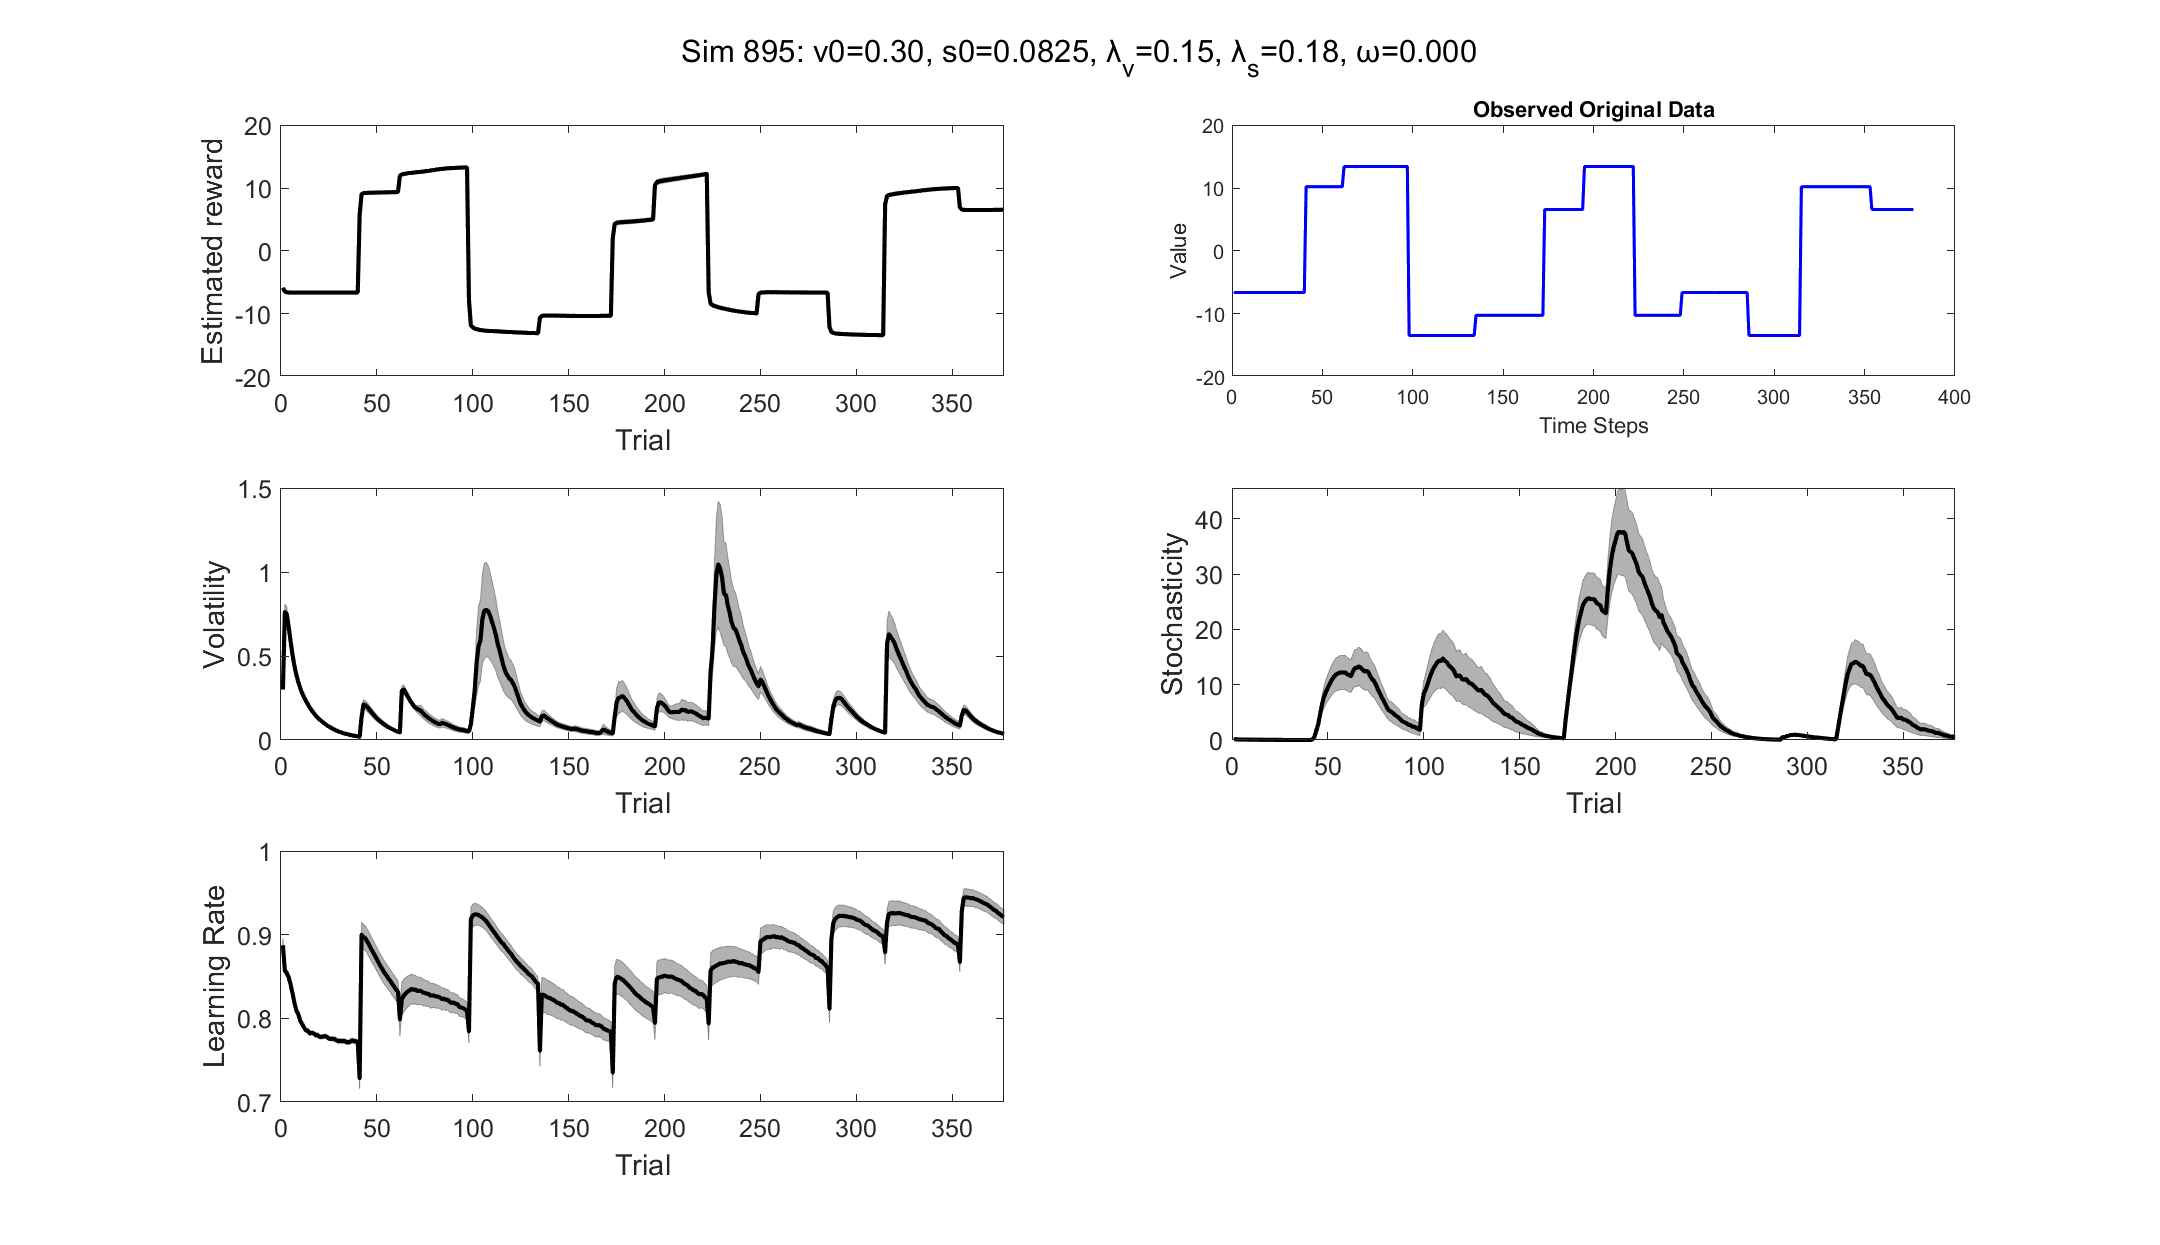 Sim 895: v0=0.30, s0=0.0825, λv=0.15, λs=0.18, ω=0.000
Estimated reward
20
10
0
-10
-20
0 50 100 150 200 250 300 350
Trial
Observed Original Data
Value
20
10
0
-10
-20
0 50 100 150 200 250 300 350 400
Time Steps
Volatility
1.5
1
0.5
0
0 50 100 150 200 250 300 350
Trial
Stochasticity
40
30
20
10
0
0 50 100 150 200 250 300 350
Trial
Learning Rate
1
0.9
0.8
0.7
0 50 100 150 200 250 300 350
Trial